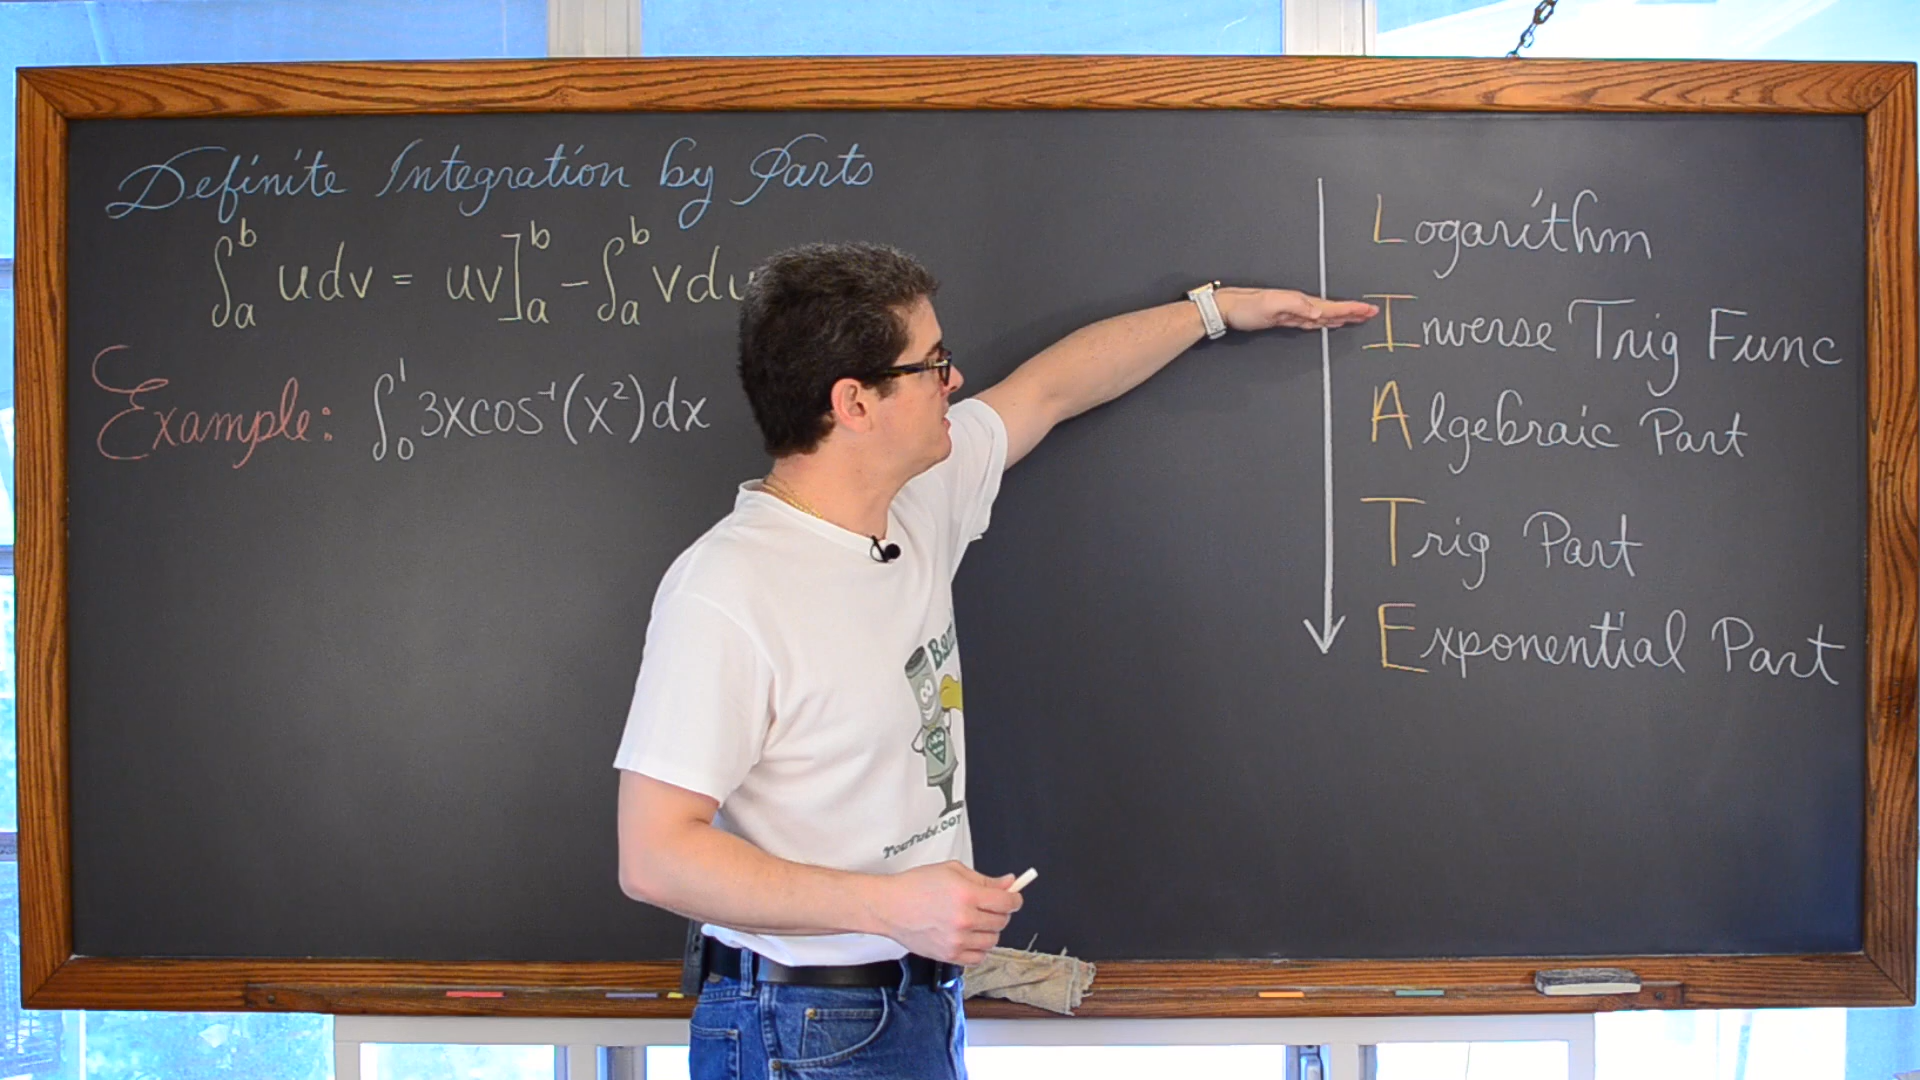 Definite Integration by Parts
∫ₐᵇ udv = uv]ₐᵇ - ∫ₐᵇ vdu
Example: ∫₀¹ 3xcos⁻¹(x²)dx
Logarithm
Inverse Trig Func
Algebraic Part
Trig Part
Exponential Part